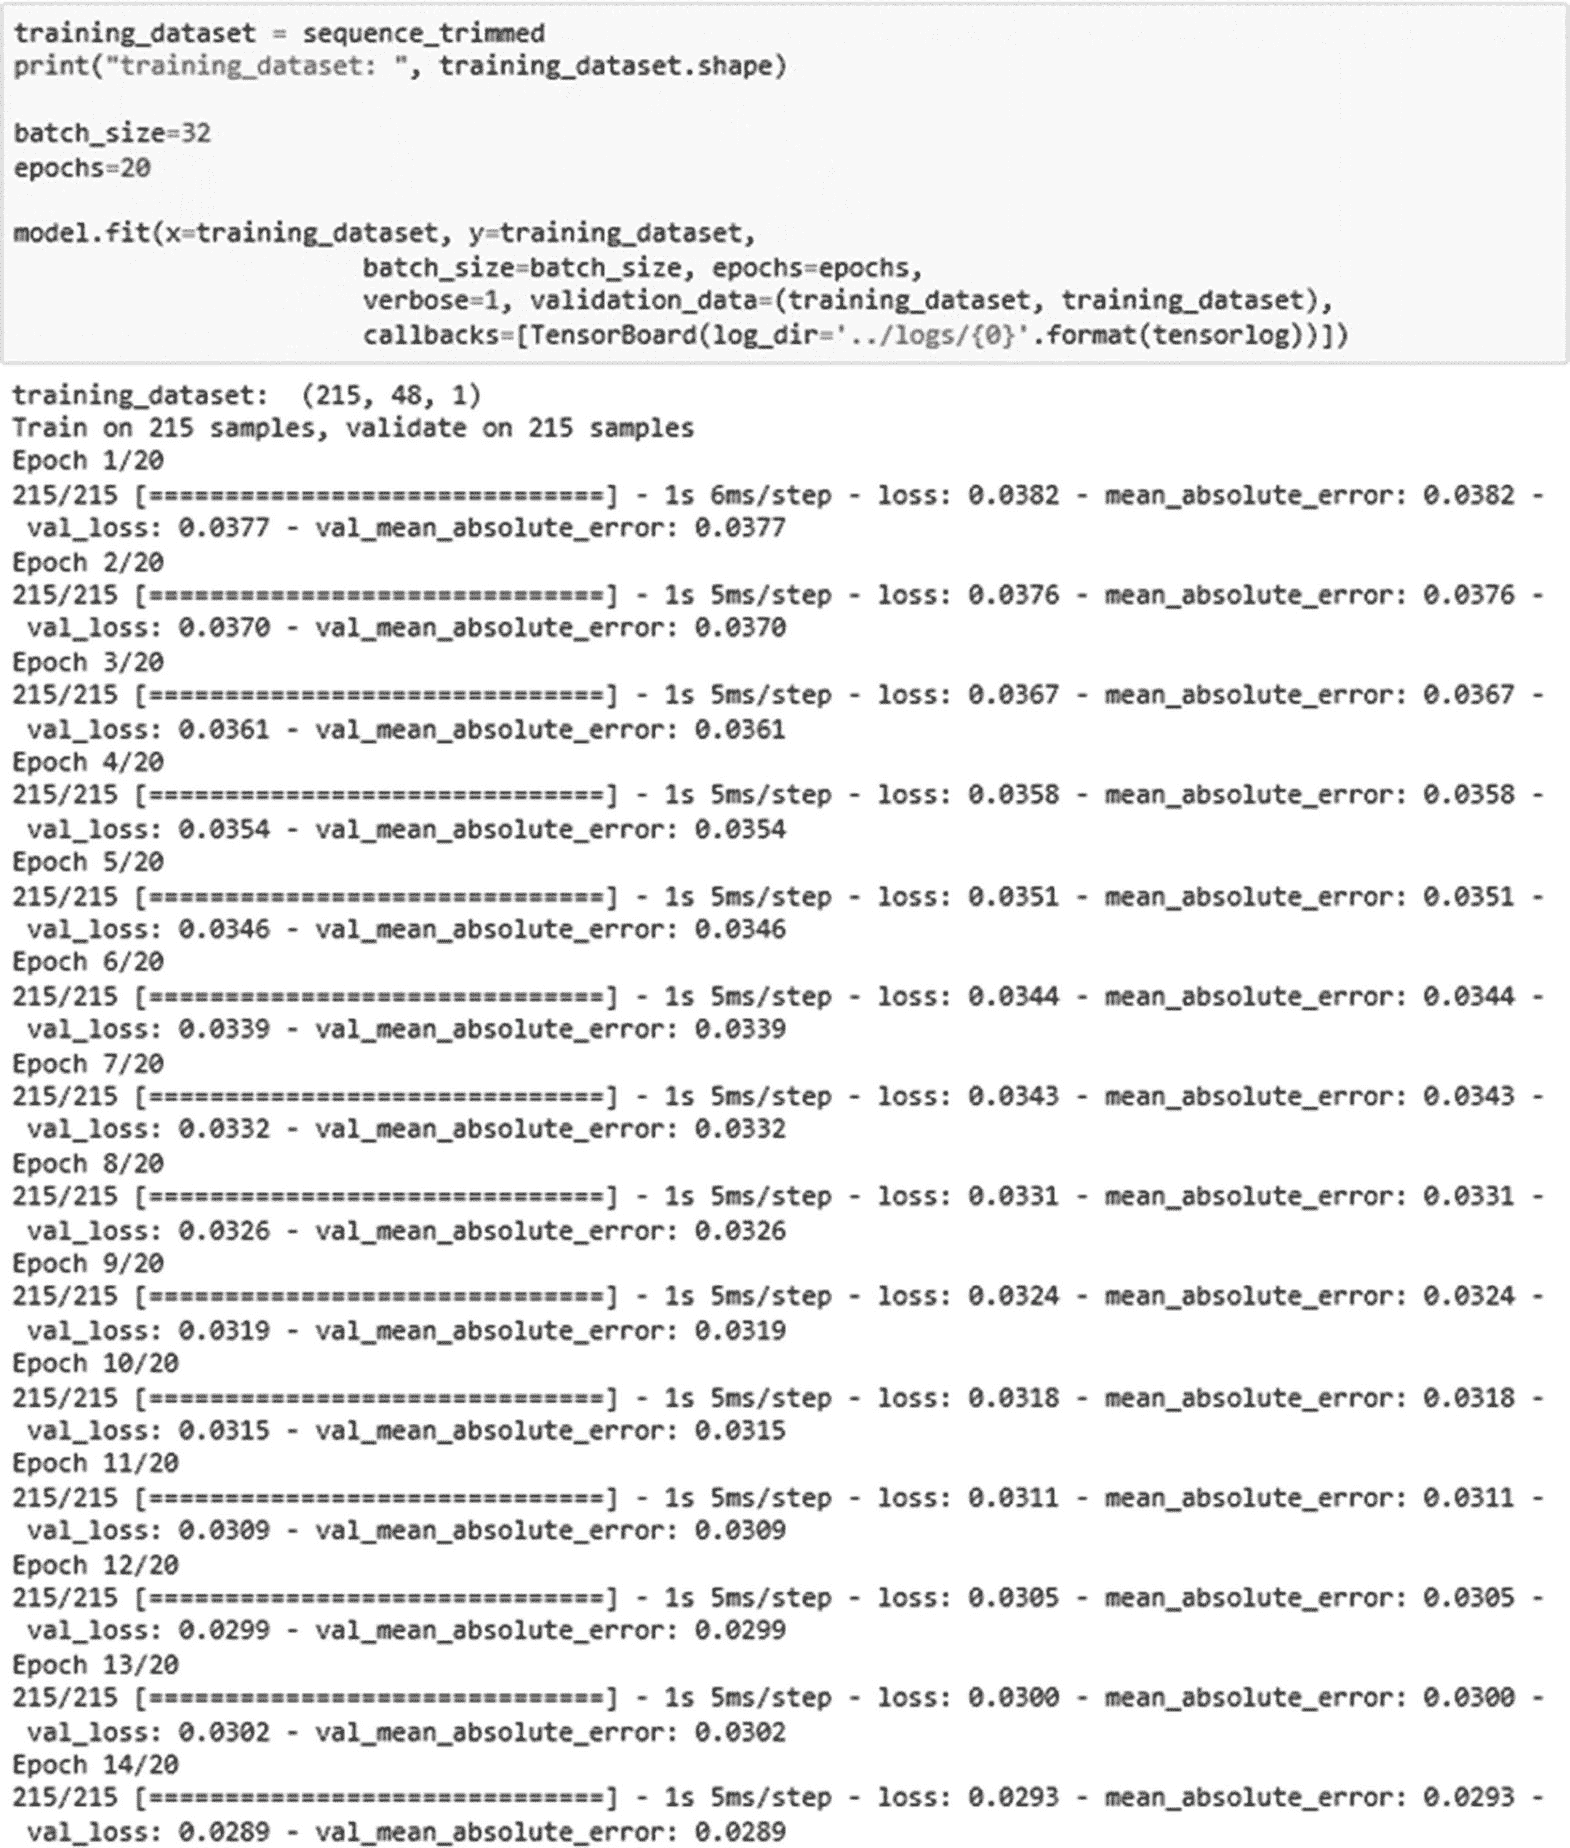 training_dataset = sequence_trimmed
print("training_dataset: ", training_dataset.shape)
batch_size=32
epochs=20
model.fit(x=training_dataset, y=training_dataset,
batch_size=batch_size, epochs=epochs,
verbose=1, validation_data=(training_dataset, training_dataset),
callbacks=[TensorBoard(log_dir='../logs/{0}'.format(tensorlog))])
training_dataset:  (215, 48, 1)
Train on 215 samples, validate on 215 samples
Epoch 1/20
215/215 [==============================] - 1s 6ms/step - loss: 0.0382 - mean_absolute_error: 0.0382 -
val_loss: 0.0377 - val_mean_absolute_error: 0.0377
Epoch 2/20
215/215 [==============================] - 1s 5ms/step - loss: 0.0376 - mean_absolute_error: 0.0376 -
val_loss: 0.0370 - val_mean_absolute_error: 0.0370
Epoch 3/20
215/215 [==============================] - 1s 5ms/step - loss: 0.0367 - mean_absolute_error: 0.0367 -
val_loss: 0.0361 - val_mean_absolute_error: 0.0361
Epoch 4/20
215/215 [==============================] - 1s 5ms/step - loss: 0.0358 - mean_absolute_error: 0.0358 -
val_loss: 0.0354 - val_mean_absolute_error: 0.0354
Epoch 5/20
215/215 [==============================] - 1s 5ms/step - loss: 0.0351 - mean_absolute_error: 0.0351 -
val_loss: 0.0346 - val_mean_absolute_error: 0.0346
Epoch 6/20
215/215 [==============================] - 1s 5ms/step - loss: 0.0344 - mean_absolute_error: 0.0344 -
val_loss: 0.0339 - val_mean_absolute_error: 0.0339
Epoch 7/20
215/215 [==============================] - 1s 5ms/step - loss: 0.0343 - mean_absolute_error: 0.0343 -
val_loss: 0.0332 - val_mean_absolute_error: 0.0332
Epoch 8/20
215/215 [==============================] - 1s 5ms/step - loss: 0.0331 - mean_absolute_error: 0.0331 -
val_loss: 0.0326 - val_mean_absolute_error: 0.0326
Epoch 9/20
215/215 [==============================] - 1s 5ms/step - loss: 0.0324 - mean_absolute_error: 0.0324 -
val_loss: 0.0319 - val_mean_absolute_error: 0.0319
Epoch 10/20
215/215 [==============================] - 1s 5ms/step - loss: 0.0318 - mean_absolute_error: 0.0318 -
val_loss: 0.0315 - val_mean_absolute_error: 0.0315
Epoch 11/20
215/215 [==============================] - 1s 5ms/step - loss: 0.0311 - mean_absolute_error: 0.0311 -
val_loss: 0.0309 - val_mean_absolute_error: 0.0309
Epoch 12/20
215/215 [==============================] - 1s 5ms/step - loss: 0.0305 - mean_absolute_error: 0.0305 -
val_loss: 0.0299 - val_mean_absolute_error: 0.0299
Epoch 13/20
215/215 [==============================] - 1s 5ms/step - loss: 0.0300 - mean_absolute_error: 0.0300 -
val_loss: 0.0302 - val_mean_absolute_error: 0.0302
Epoch 14/20
215/215 [==============================] - 1s 5ms/step - loss: 0.0293 - mean_absolute_error: 0.0293 -
val_loss: 0.0289 - val_mean_absolute_error: 0.0289